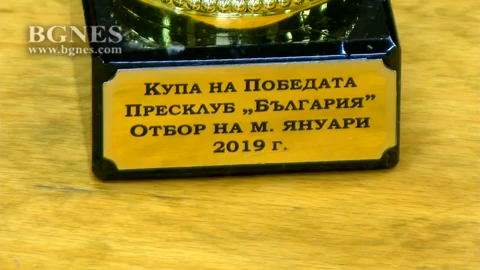 BGNES
www.bgnes.com
КУПА НА ПОБЕДАТА
ПРЕСКЛУБ „БЪЛГАРИЯ”
ОТБОР НА М. ЯНУАРИ
2019 Г.